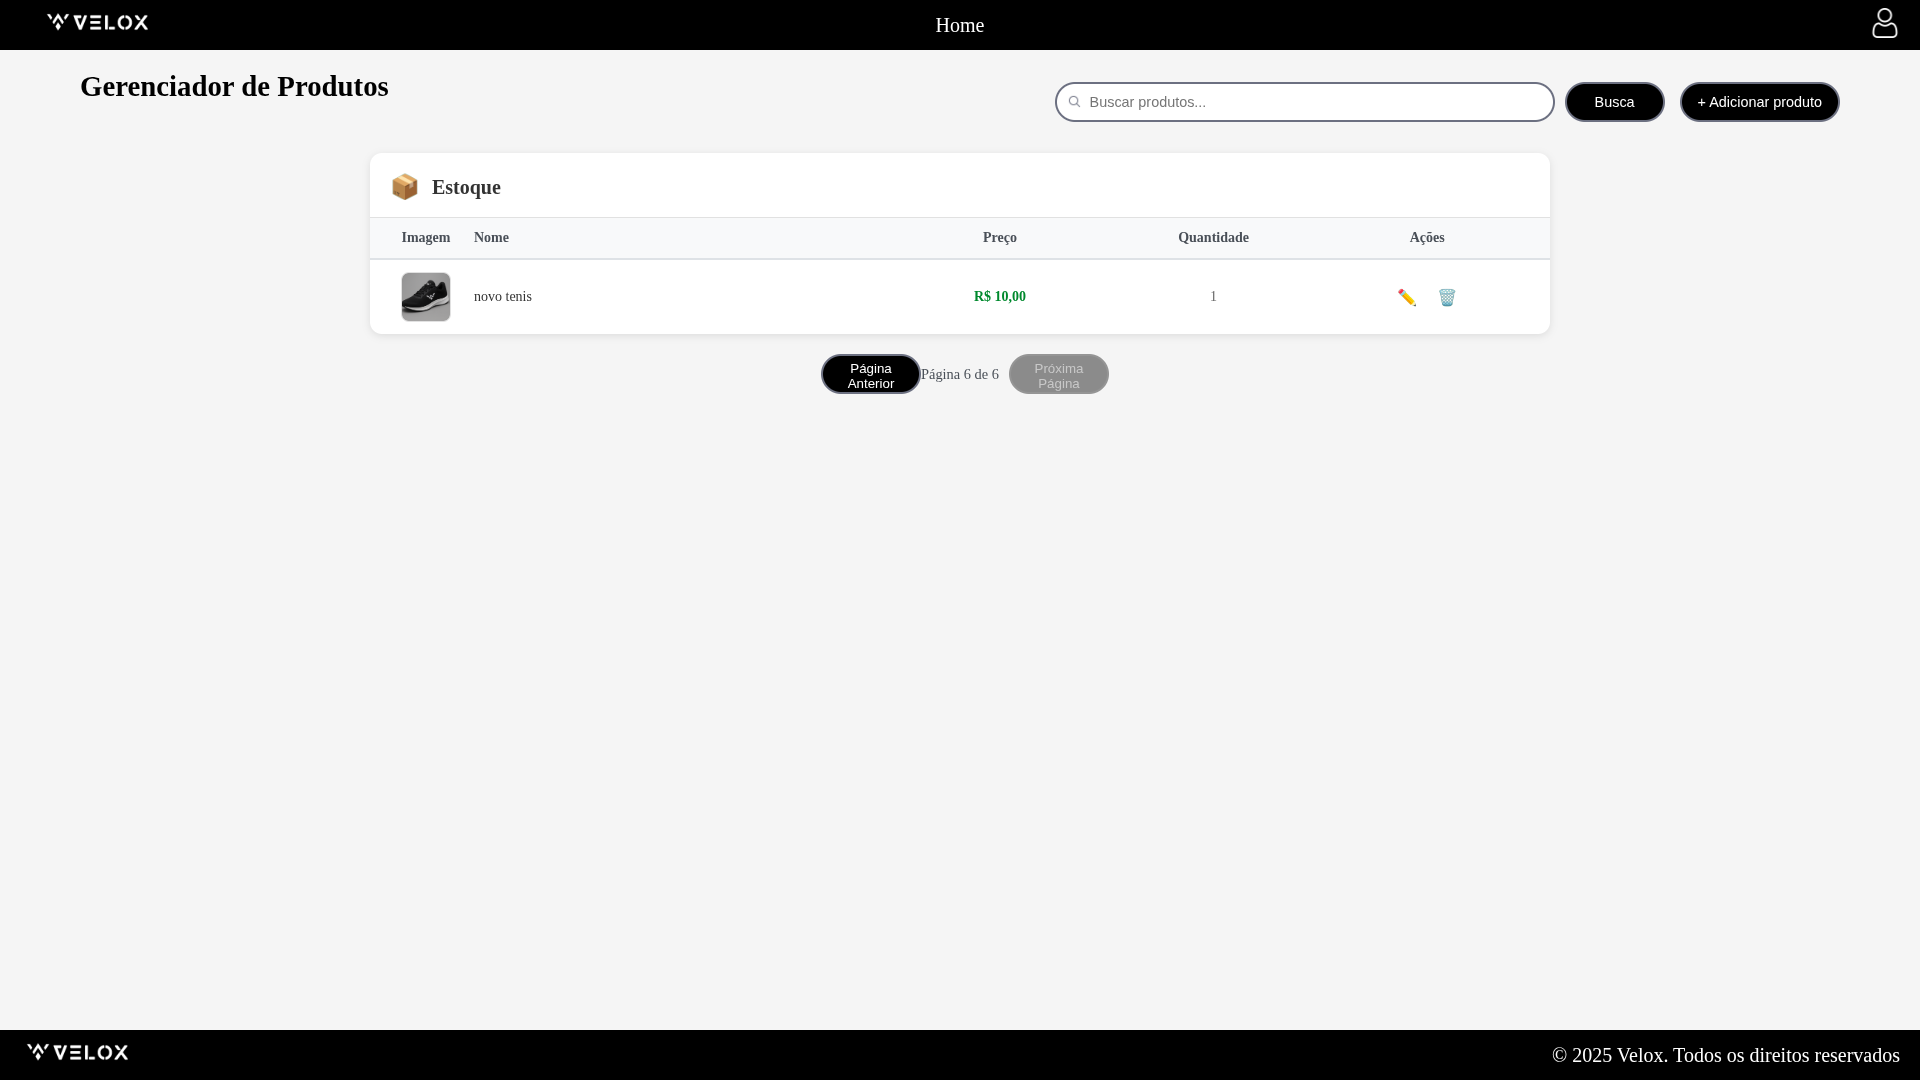 VELOX
Home
Gerenciador de Produtos
Buscar produtos...
Busca
+ Adicionar produto
Estoque
Imagem Nome Preço Quantidade Ações
novo tenis R$ 10,00 1
Página
Anterior
Página 6 de 6
Próxima
Página
VELOX
© 2025 Velox. Todos os direitos reservados